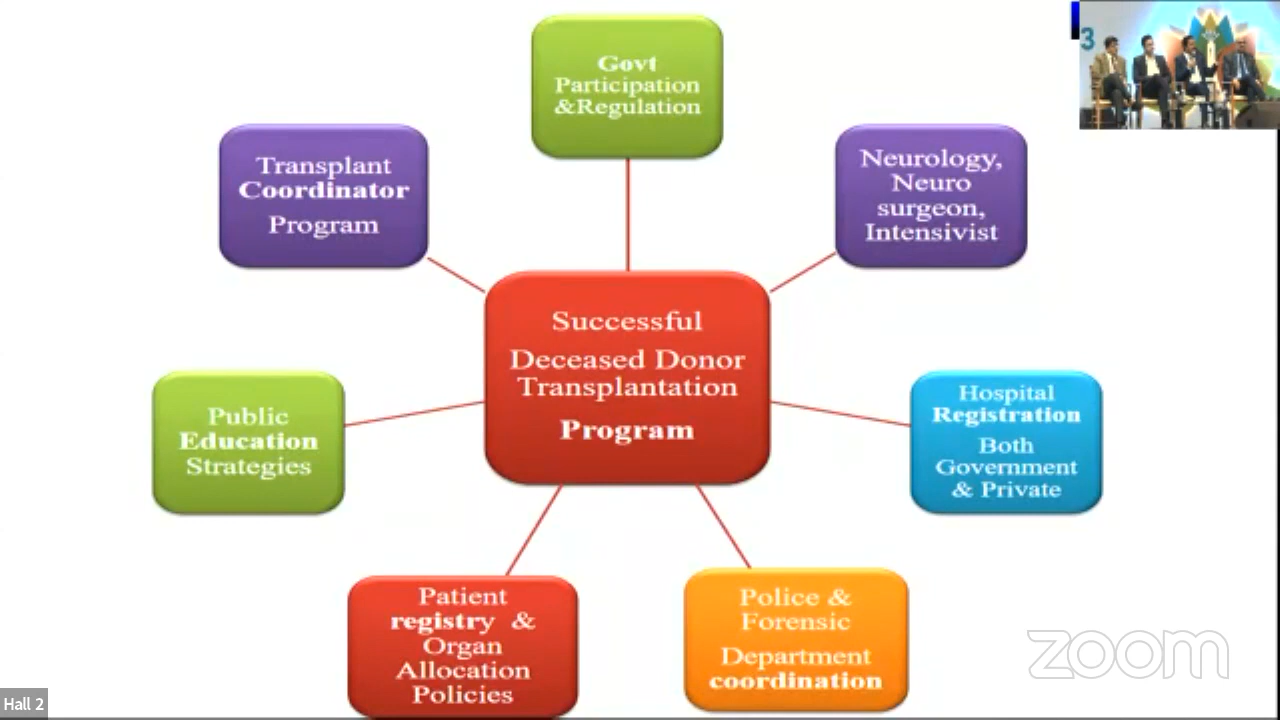 3
Govt
Participation
&Regulation
Transplant
Coordinator
Program
Neurology,
Neuro
surgeon,
Intensivist
Successful
Deceased Donor
Transplantation
Program
Public
Education
Strategies
Hospital
Registration
Both
Government
& Private
Patient
registry &
Organ
Allocation
Policies
Police &
Forensic
Department
coordination
zoom
Hall 2